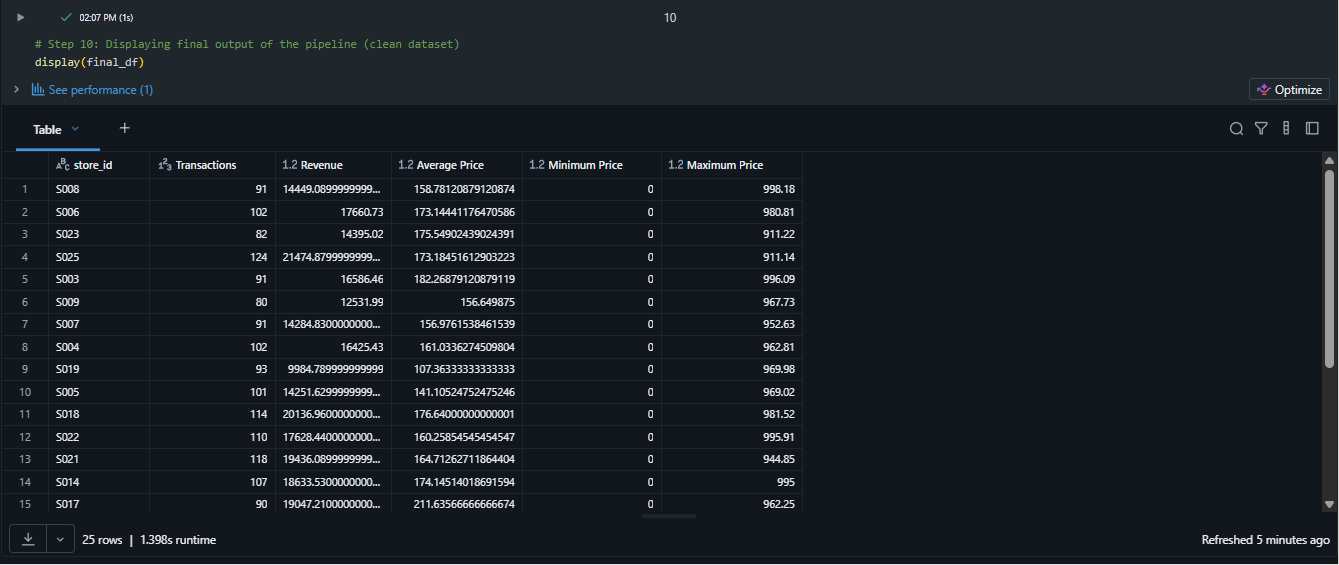 02:07 PM (1s)
10
# Step 10: Displaying final output of the pipeline (clean dataset)
display(final_df)
See performance (1)
Optimize
Table
store_id Transactions 1.2 Revenue 1.2 Average Price 1.2 Minimum Price 1.2 Maximum Price
1 S008 91 14449.0899999999... 158.78120879120874 0 998.18
2 S006 102 17660.73 173.14441176470586 0 980.81
3 S023 82 14395.02 175.54902439024391 0 911.22
4 S025 124 21474.8799999999... 173.18451612903223 0 911.14
5 S003 91 16586.46 182.26879120879119 0 996.09
6 S009 80 12531.99 156.649875 0 967.73
7 S007 91 14284.8300000000... 156.9761538461539 0 952.63
8 S004 102 16425.43 161.0336274509804 0 962.81
9 S019 93 9984.789999999999 107.36333333333333 0 969.98
10 S005 101 14251.6299999999... 141.10524752475246 0 969.02
11 S018 114 20136.9600000000... 176.64000000000001 0 981.52
12 S022 110 17628.4400000000... 160.25854545454547 0 995.91
13 S021 118 19436.0899999999... 164.71262711864404 0 944.85
14 S014 107 18633.5300000000... 174.14514018691594 0 995
15 S017 90 19047.2100000000... 211.63566666666674 0 962.25
25 rows | 1.398s runtime
Refreshed 5 minutes ago